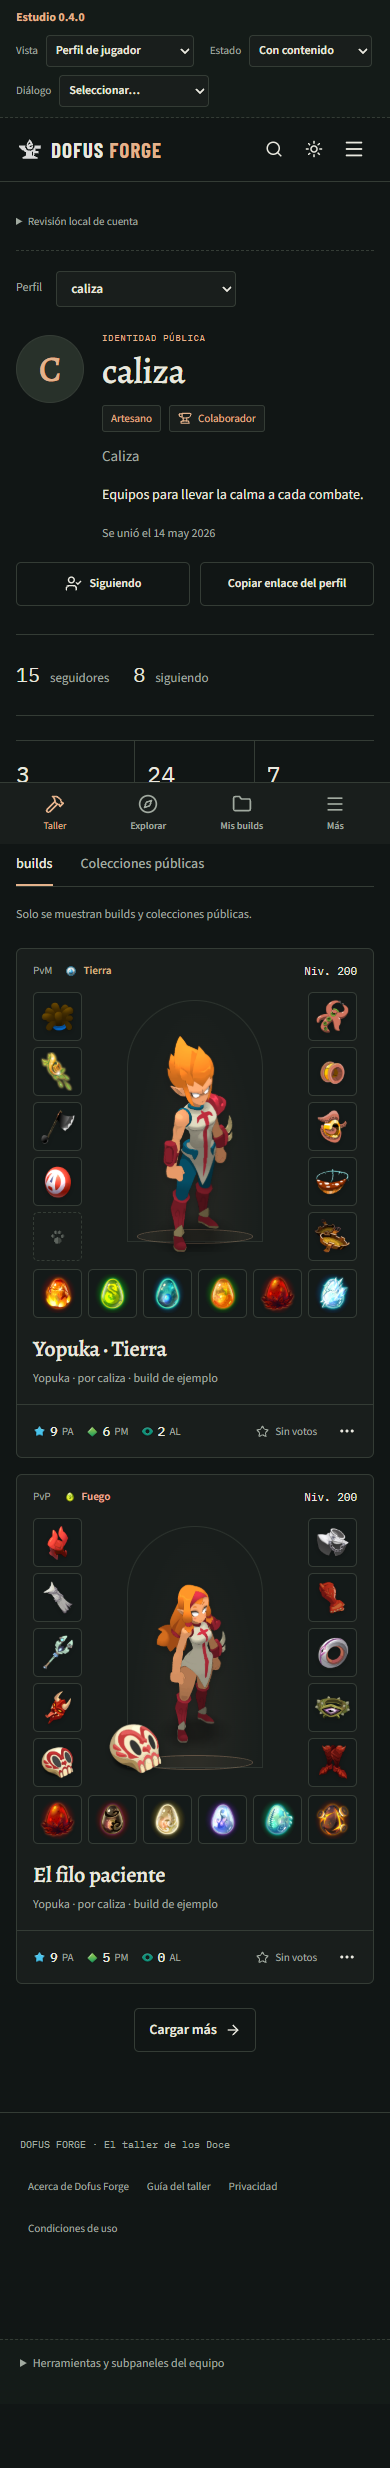 Estudio 0.4.0
Vista Perfil de jugador Estado Con contenido
Diálogo Seleccionar...
DOFUS FORGE
Revisión local de cuenta
Perfil caliza
C
IDENTIDAD PÚBLICA
caliza
Artesano Colaborador
Caliza
Equipos para llevar la calma a cada combate.
Se unió el 14 may 2026
Siguiendo Copiar enlace del perfil
15 seguidores 8 siguiendo
3 24 7
Taller Explorar Mis builds Más
builds Colecciones públicas
Solo se muestran builds y colecciones públicas.
PvM Tierra Niv. 200
Yopuka · Tierra
Yopuka · por caliza · build de ejemplo
9 PA 6 PM 2 AL Sin votos
PvP Fuego Niv. 200
El filo paciente
Yopuka · por caliza · build de ejemplo
9 PA 5 PM 0 AL Sin votos
Cargar más
DOFUS FORGE · El taller de los Doce
Acerca de Dofus Forge Guía del taller Privacidad
Condiciones de uso
Herramientas y subpaneles del equipo